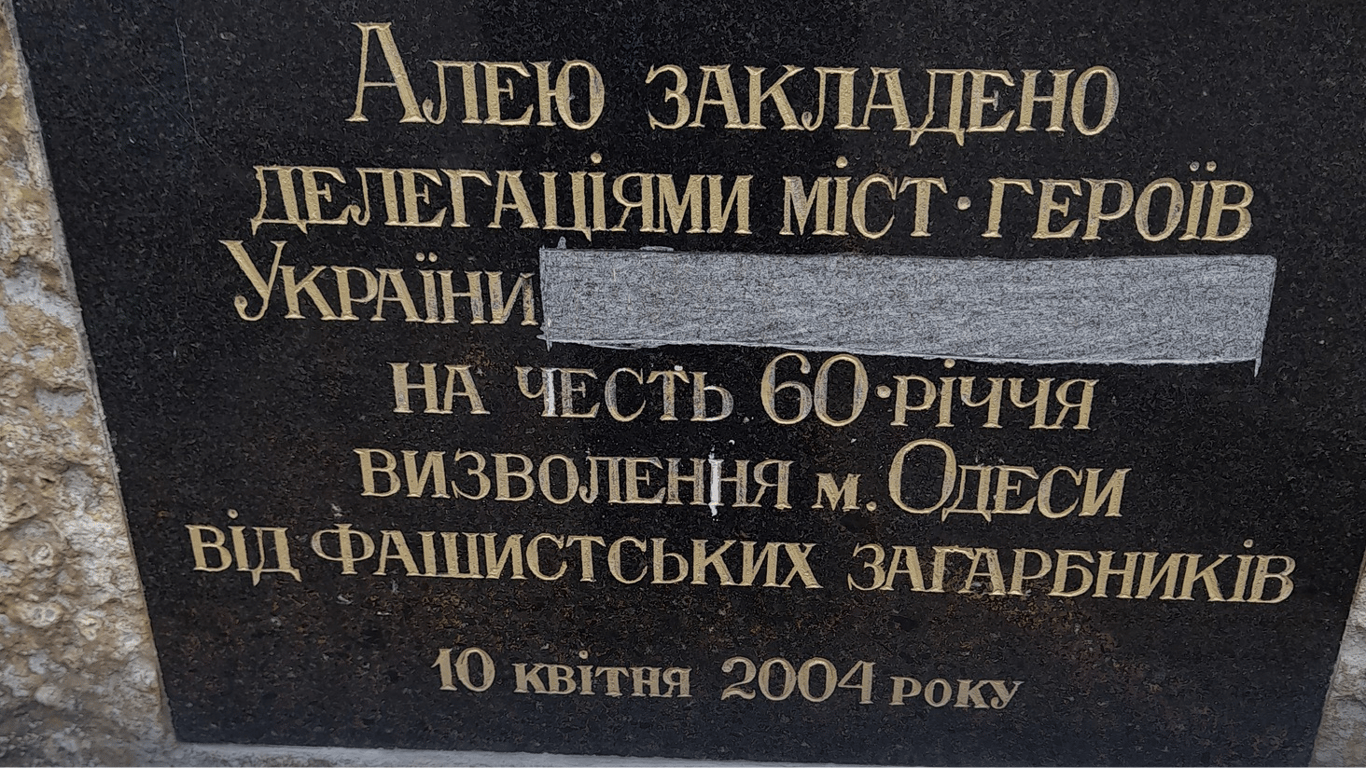 Алею закладено
делегаціями міст·героїв
України
на честь 60·річчя
визволення м. Одеси
від фашистських загарбників
10 квітня 2004 року